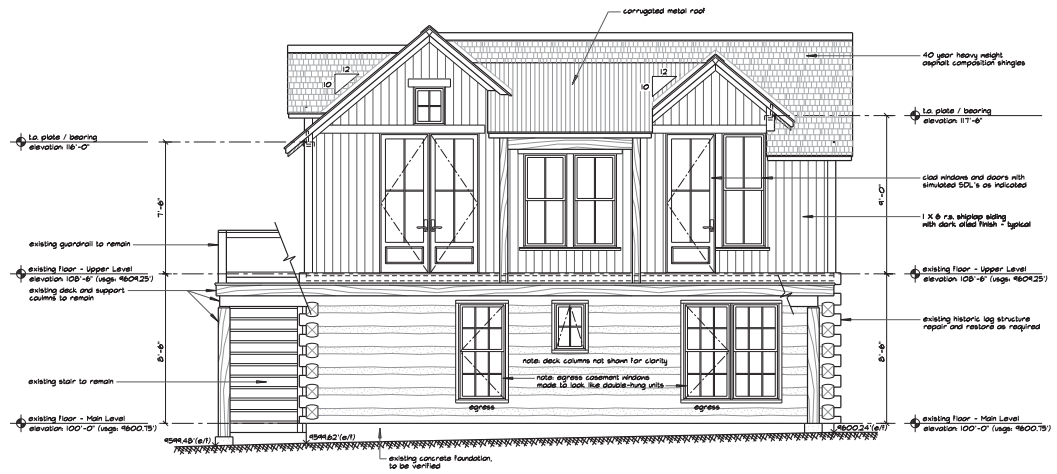 corrugated metal roof
40 year heavy weight
asphalt composition shingles
12
10
12
10
t.o. plate / bearing
elevation: 117'-6"
t.o. plate / bearing
elevation: 116'-0"
clad windows and doors with
simulated SDL's as indicated
7'-6"
9'-0"
1 X 6 r.s. shiplap siding
with dark oiled finish - typical
existing guardrail to remain
existing floor - Upper Level
elevation: 108'-6" (usgs: 9609.25')
existing floor - Upper Level
elevation: 108'-6" (usgs: 9609.25')
existing deck and support
coulmns to remain
existing historic log structure
repair and restore as required
8'-6"
8'-6"
note: deck columns not shown for clarity
note: egress casement windows
made to look like double-hung units
existing stair to remain
egress
egress
existing floor - Main Level
elevation: 100'-0" (usgs: 9600.75')
existing floor - Main Level
elevation: 100'-0" (usgs: 9600.75')
9599.48' (e/f)
9599.62' (e/f)
9600.24' (e/f)
existing concrete foundation,
to be verified